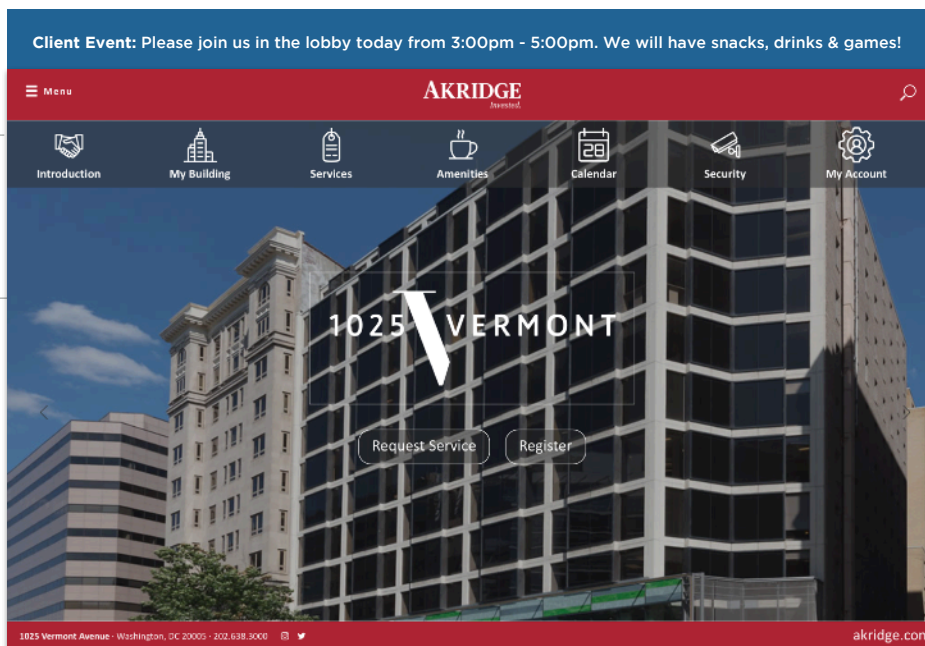 Client Event: Please join us in the lobby today from 3:00pm - 5:00pm. We will have snacks, drinks & games!
Menu
AKRIDGE
Invested.
Introduction
My Building
Services
Amenities
28
Calendar
Security
My Account
1025 VERMONT
Request Service
Register
1025 Vermont Avenue · Washington, DC 20005 · 202.638.3000
akridge.com